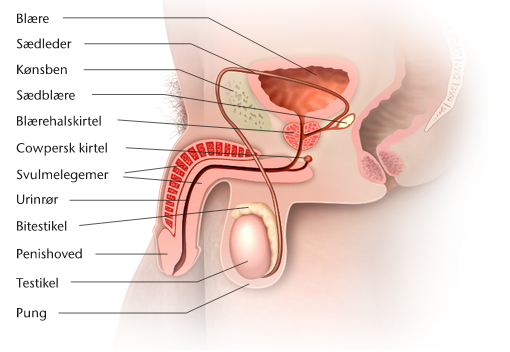 Blære
Sædleder
Kønsben
Sædblære
Blærehalskirtel
Cowpersk kirtel
Svulmelegemer
Urinrør
Bitestikel
Penishoved
Testikel
Pung